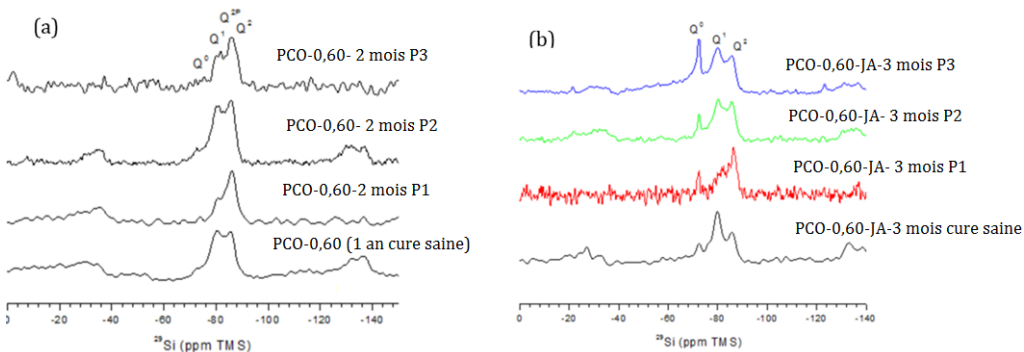 (a)
Q⁰ Q¹ Q²ᵖ Q²
PCO-0,60- 2 mois P3
PCO-0,60- 2 mois P2
PCO-0,60-2 mois P1
PCO-0,60 (1 an cure saine)
0 -20 -40 -60 -80 -100 -120 -140
²⁹Si (ppm TMS)
(b)
Q⁰ Q¹ Q²
PCO-0,60-JA-3 mois P3
PCO-0,60-JA- 3 mois P2
PCO-0,60-JA- 3 mois P1
PCO-0,60-JA-3 mois cure saine
0 -20 -40 -60 -80 -100 -120 -140
²⁹Si (ppm TMS)